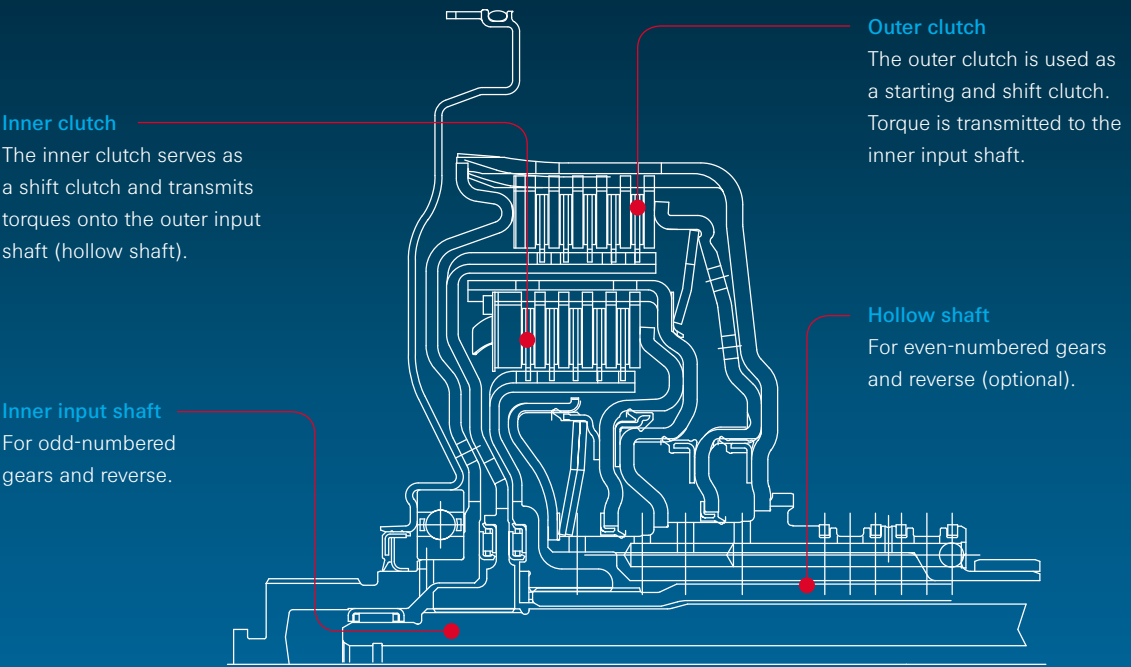 Outer clutch
The outer clutch is used as
a starting and shift clutch.
Torque is transmitted to the
inner input shaft.
Inner clutch
The inner clutch serves as
a shift clutch and transmits
torques onto the outer input
shaft (hollow shaft).
Hollow shaft
For even-numbered gears
and reverse (optional).
Inner input shaft
For odd-numbered
gears and reverse.